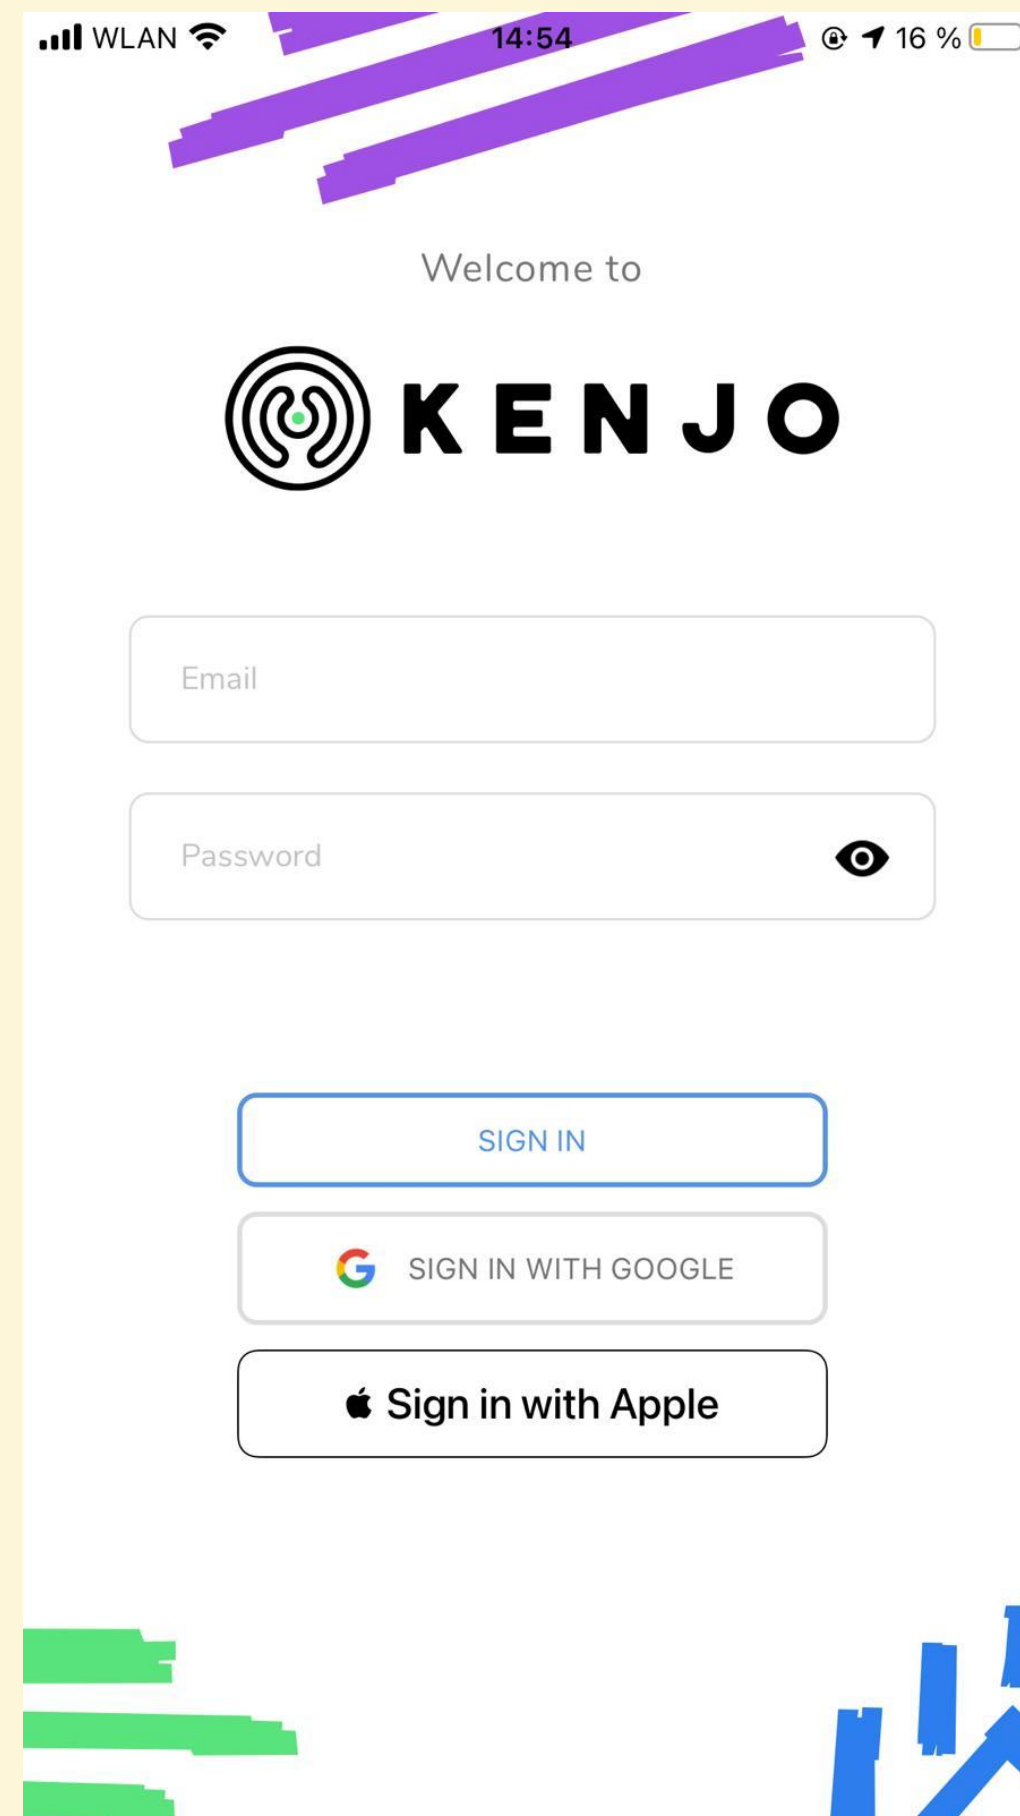 WLAN 14:54 16 %
Welcome to
KENJO
Email
Password
SIGN IN
SIGN IN WITH GOOGLE
Sign in with Apple